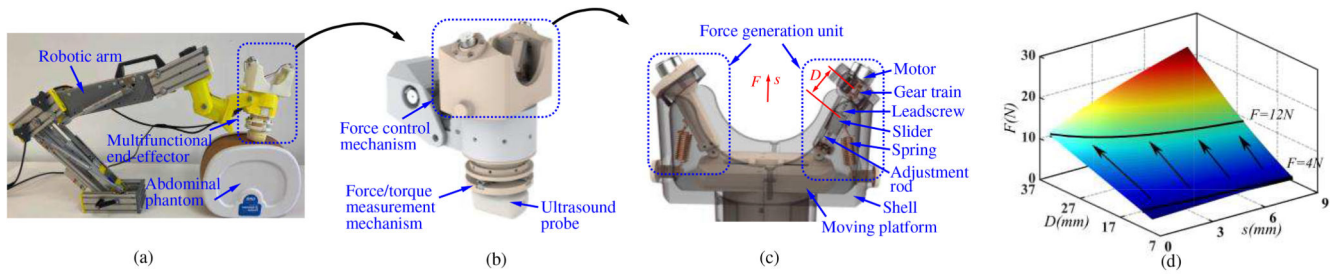 Robotic arm
Multifunctional
end-effector
Abdominal
phantom
(a)
Force control
mechanism
Force/torque
measurement
mechanism
Ultrasound
probe
(b)
Force generation
unit
F
s
D
Motor
Gear train
Leadscrew
Slider
Spring
Adjustment
rod
Shell
Moving platform
(c)
F(N)
30
20
10
0
37
27
17
7
D(mm)
0
3
6
9
s(mm)
F=12N
F=4N
(d)